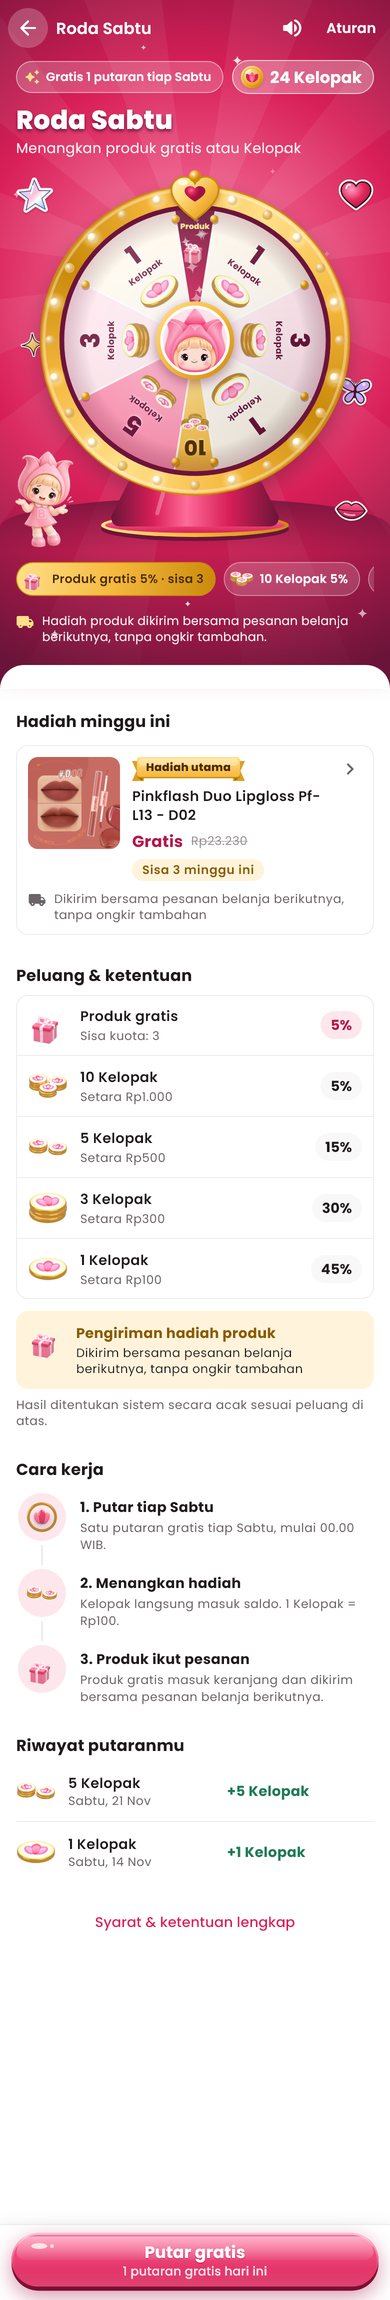 Roda Sabtu
Aturan
Gratis 1 putaran tiap Sabtu
24 Kelopak
Roda Sabtu
Menangkan produk gratis atau Kelopak
Produk
1 Kelopak
3 Kelopak
1 Kelopak
10
5 Kelopak
3 Kelopak
1 Kelopak
Produk gratis 5% · sisa 3
10 Kelopak 5%
Hadiah produk dikirim bersama pesanan belanja
berikutnya, tanpa ongkir tambahan.
Hadiah minggu ini
Hadiah utama
Pinkflash Duo Lipgloss Pf-
L13 - D02
Gratis Rp23.230
Sisa 3 minggu ini
Dikirim bersama pesanan belanja berikutnya,
tanpa ongkir tambahan
Peluang & ketentuan
Produk gratis
Sisa kuota: 3
5%
10 Kelopak
Setara Rp1.000
5%
5 Kelopak
Setara Rp500
15%
3 Kelopak
Setara Rp300
30%
1 Kelopak
Setara Rp100
45%
Pengiriman hadiah produk
Dikirim bersama pesanan belanja
berikutnya, tanpa ongkir tambahan
Hasil ditentukan sistem secara acak sesuai peluang di
atas.
Cara kerja
1. Putar tiap Sabtu
Satu putaran gratis tiap Sabtu, mulai 00.00
WIB.
2. Menangkan hadiah
Kelopak langsung masuk saldo. 1 Kelopak =
Rp100.
3. Produk ikut pesanan
Produk gratis masuk keranjang dan dikirim
bersama pesanan belanja berikutnya.
Riwayat putaranmu
5 Kelopak
Sabtu, 21 Nov
+5 Kelopak
1 Kelopak
Sabtu, 14 Nov
+1 Kelopak
Syarat & ketentuan lengkap
Putar gratis
1 putaran gratis hari ini